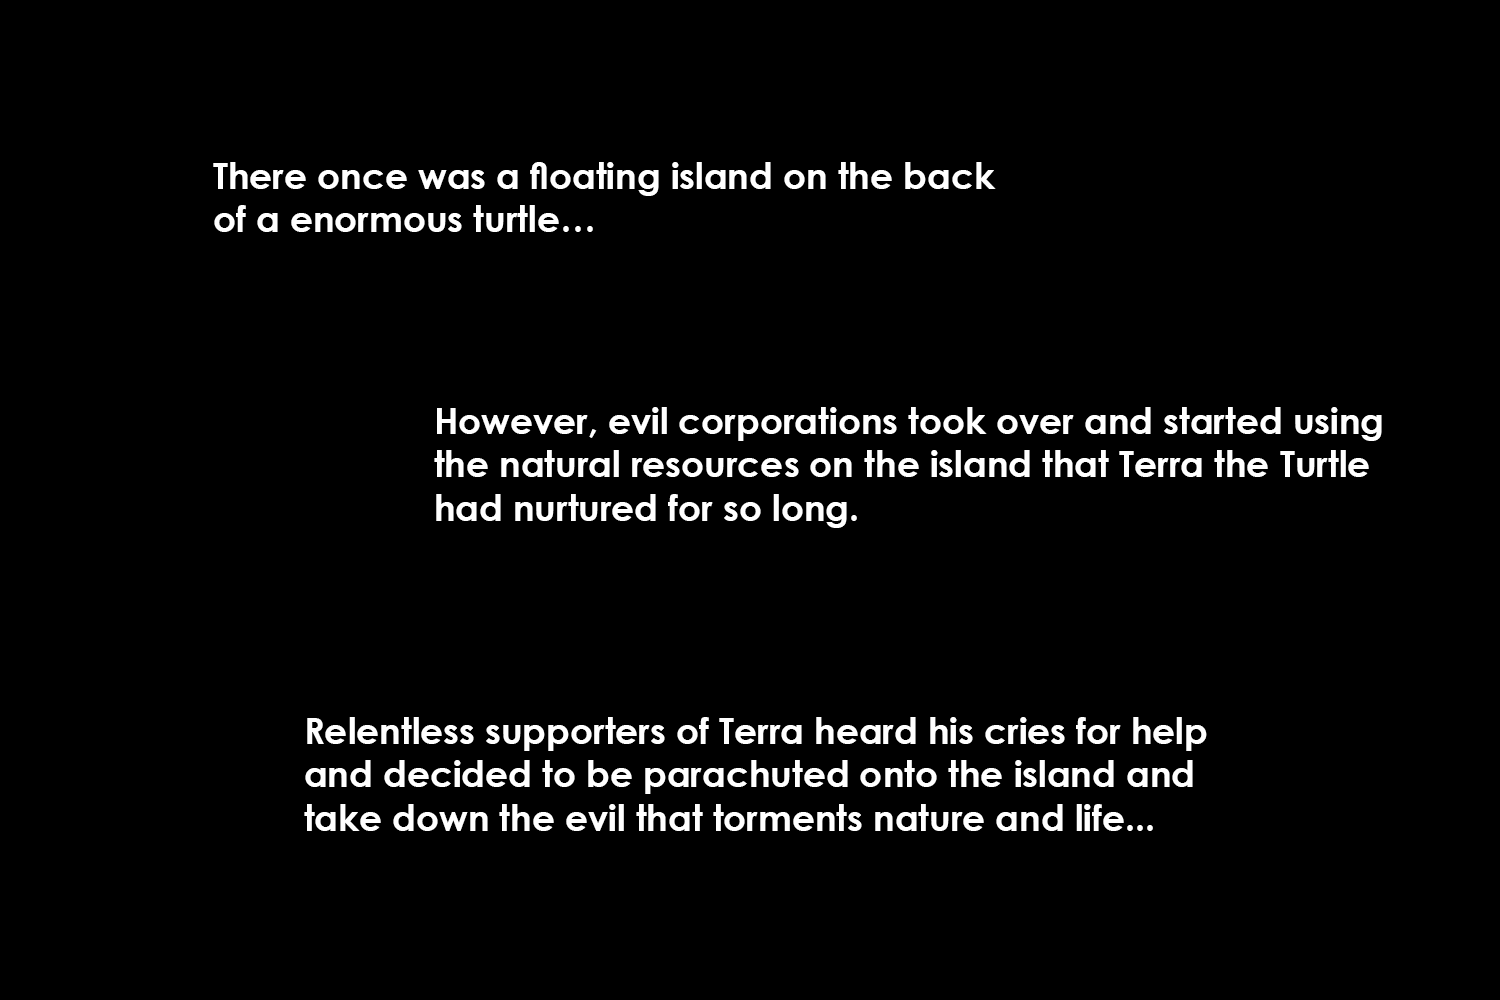 There once was a floating island on the back
of a enormous turtle…
However, evil corporations took over and started using
the natural resources on the island that Terra the Turtle
had nurtured for so long.
Relentless supporters of Terra heard his cries for help
and decided to be parachuted onto the island and
take down the evil that torments nature and life...